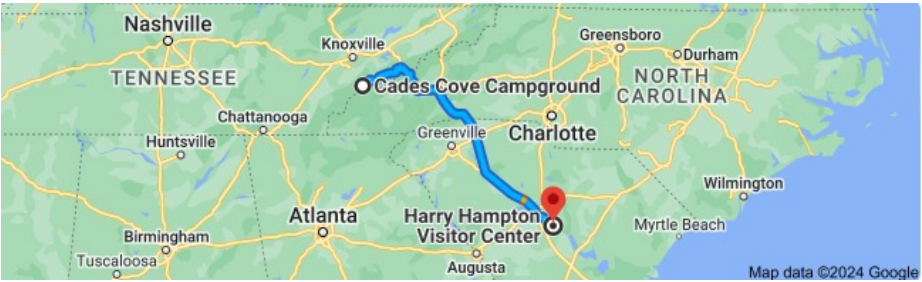 Nashville
Greensboro
Knoxville
Durham
TENNESSEE
NORTH
CAROLINA
Cades Cove Campground
Chattanooga
Greenville
Charlotte
Huntsville
Wilmington
Atlanta
Harry Hampton
Visitor Center
Myrtle Beach
Birmingham
Tuscaloosa
Augusta
Map data ©2024 Google